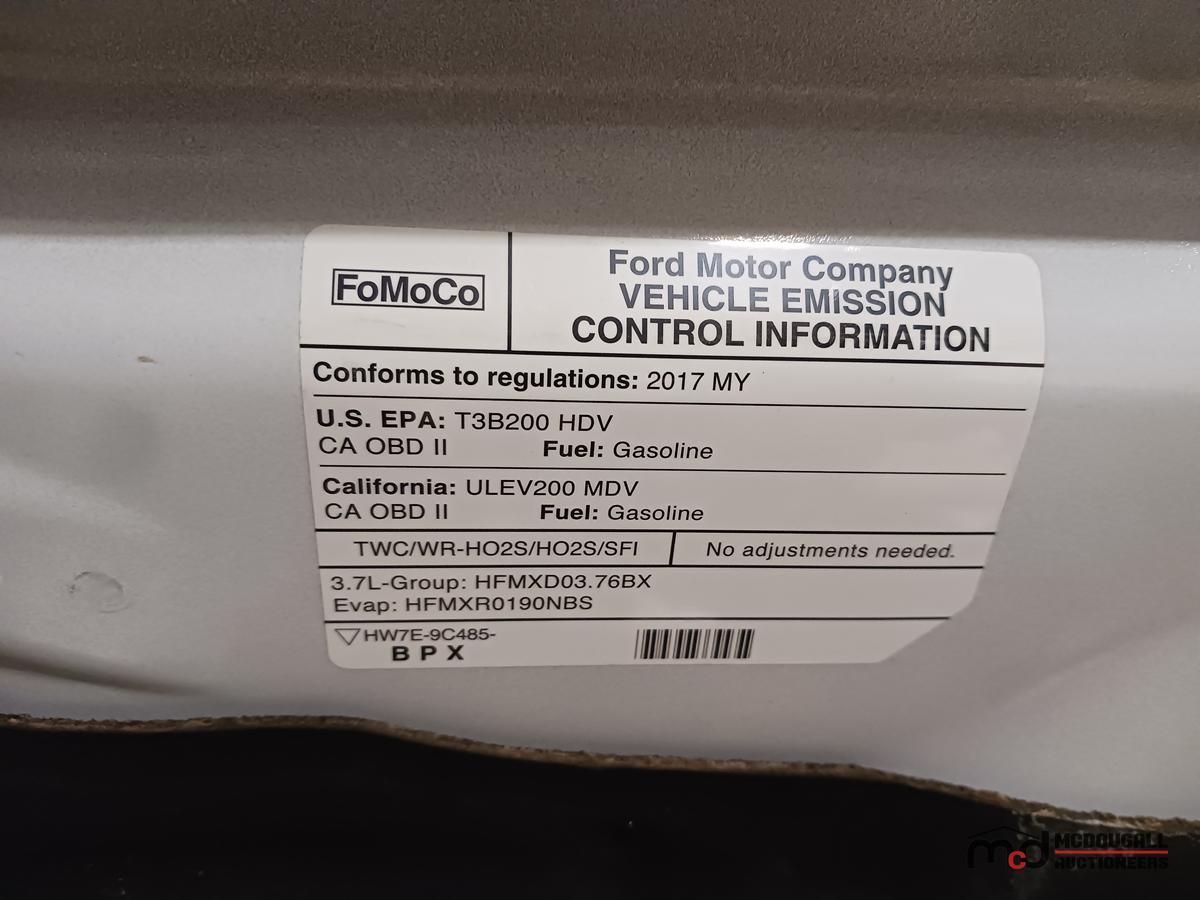 FoMoCo
Ford Motor Company
VEHICLE EMISSION
CONTROL INFORMATION
Conforms to regulations: 2017 MY
U.S. EPA: T3B200 HDV
CA OBD II Fuel: Gasoline
California: ULEV200 MDV
CA OBD II Fuel: Gasoline
TWC/WR-HO2S/HO2S/SFI
No adjustments needed.
3.7L-Group: HFMXD03.76BX
Evap: HFMXR0190NBS
HW7E-9C485-
B P X
mcd MCDOUGALL
AUCTIONEERS